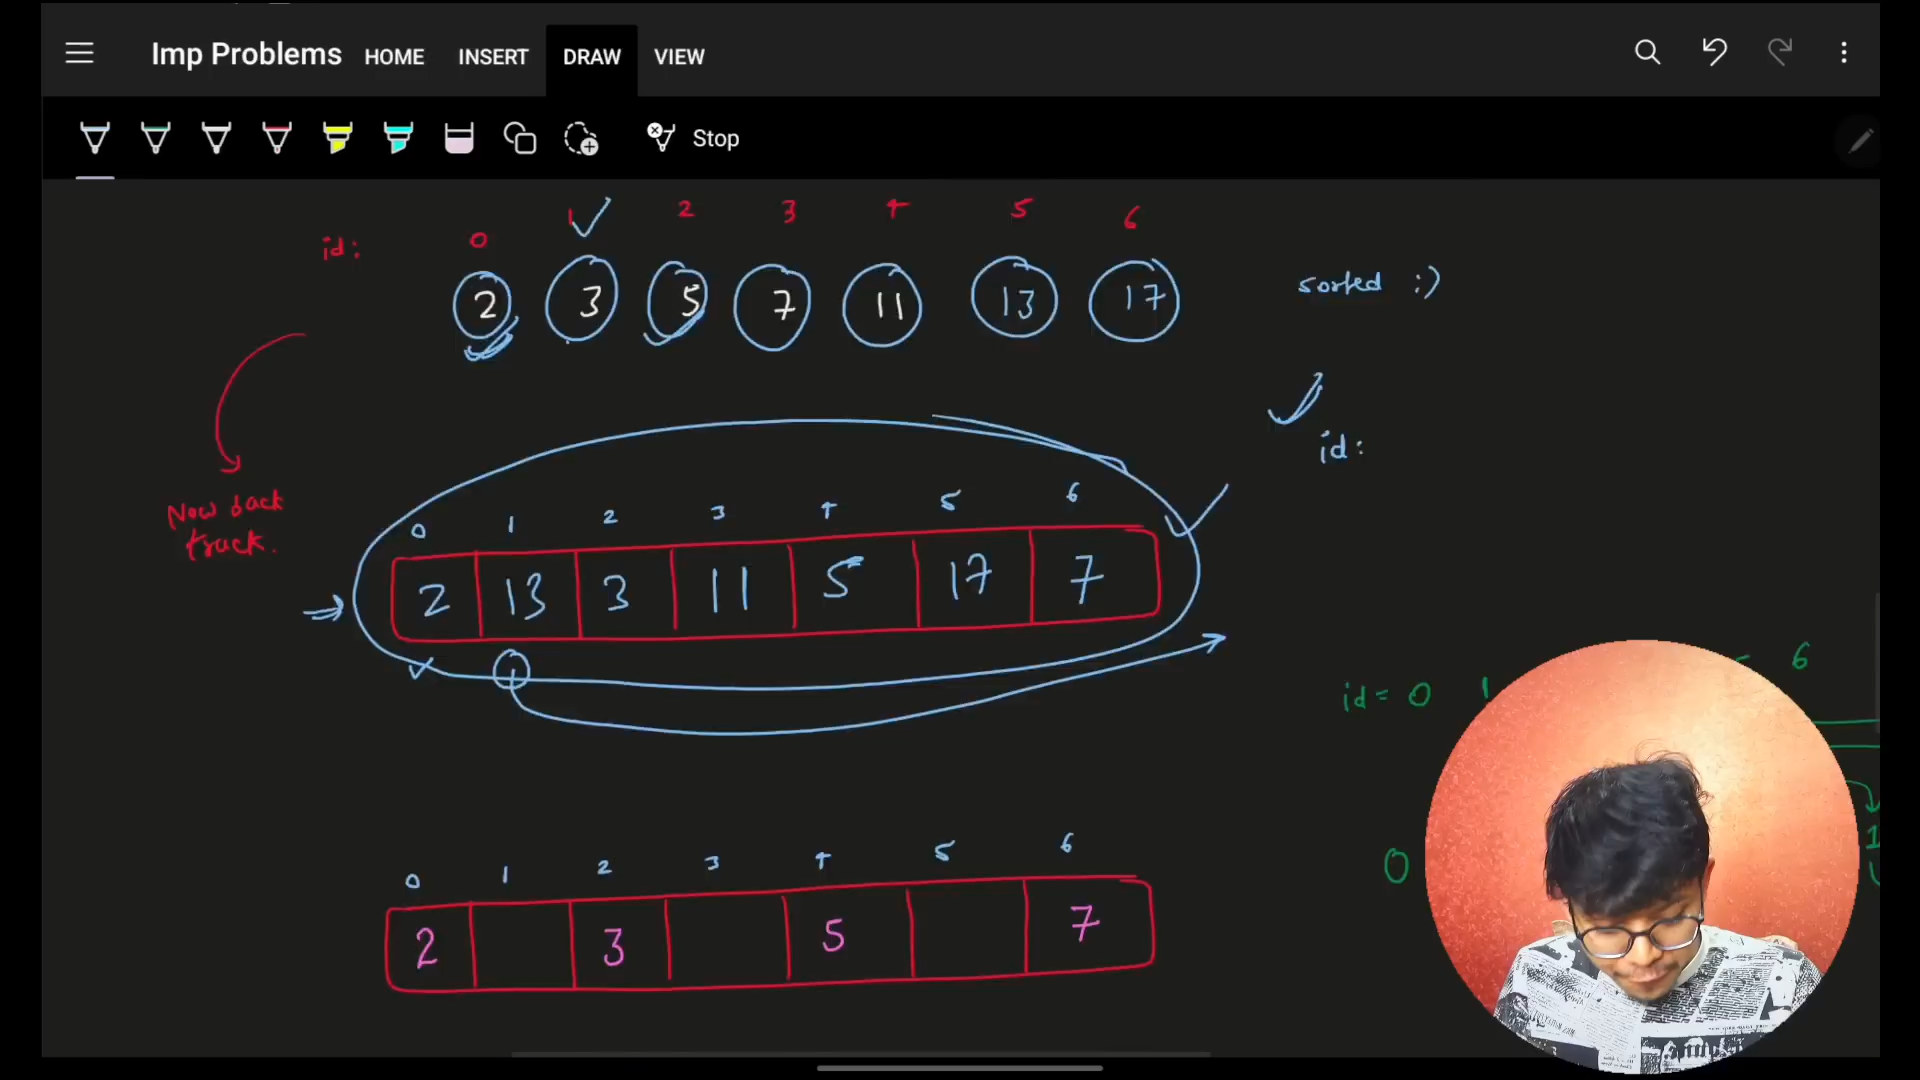 Imp Problems HOME INSERT DRAW VIEW
Stop
id: 0 1 2 3 4 5 6
2 3 5 7 11 13 17 sorted :)
id:
Now back
track.
0 1 2 3 4 5 6
2 13 3 11 5 17 7
6
id = 0 1
0 1 2 3 4 5 6
0
2 3 5 7